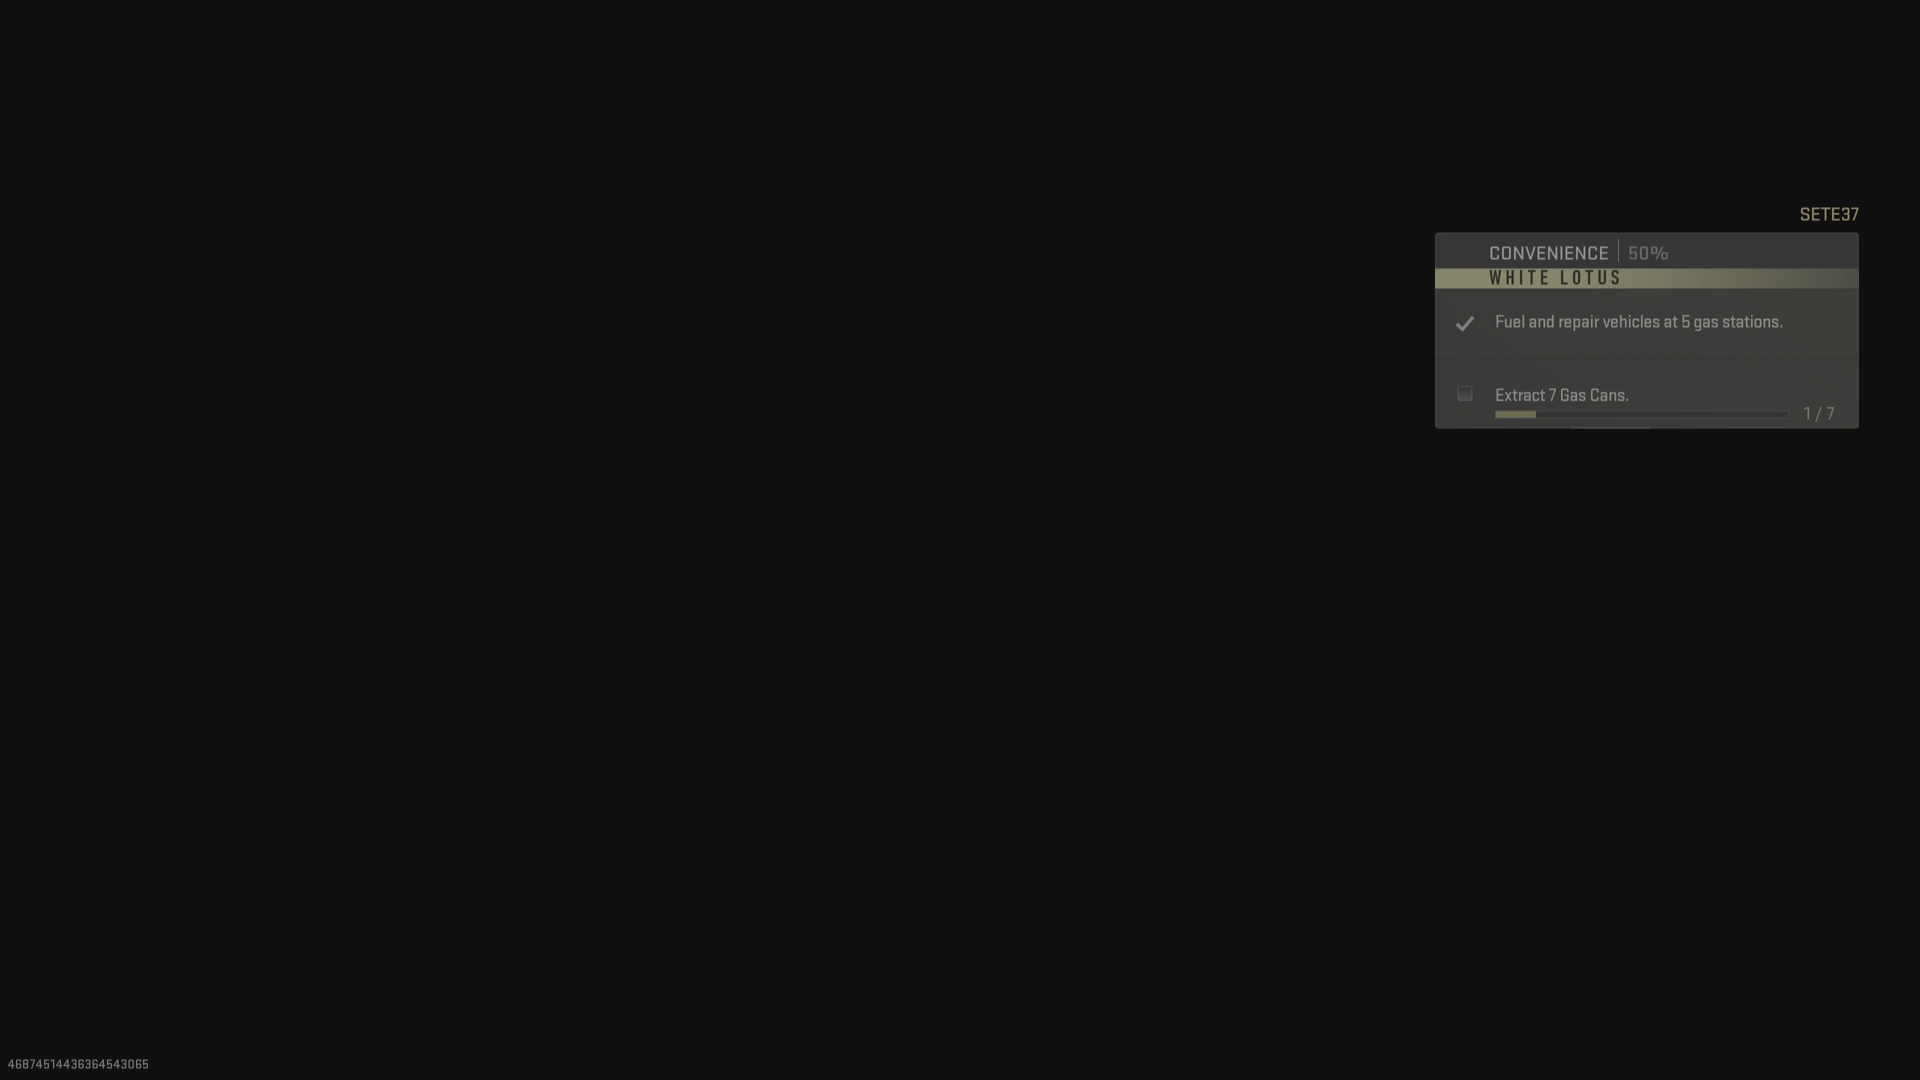 SETE37
CONVENIENCE | 50%
WHITE LOTUS
Fuel and repair vehicles at 5 gas stations.
Extract 7 Gas Cans.
1 / 7
46874514436364543065